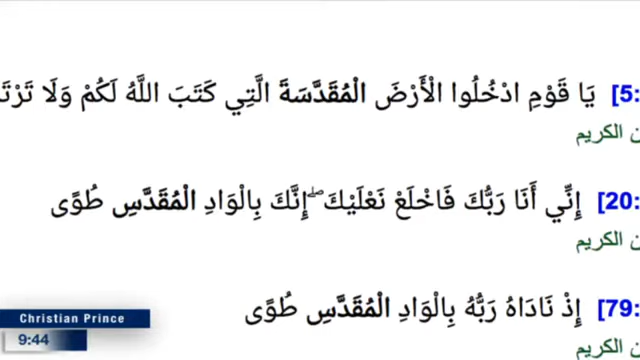 [5: يَا قَوْمِ ادْخُلُوا الْأَرْضَ الْمُقَدَّسَةَ الَّتِي كَتَبَ اللَّهُ لَكُمْ وَلَا
الكريم
[20: إِنِّي أَنَا رَبُّكَ فَاخْلَعْ نَعْلَيْكَ ۖ إِنَّكَ بِالْوَادِ الْمُقَدَّسِ طُوًى
الكريم
[79: إِذْ نَادَاهُ رَبُّهُ بِالْوَادِ الْمُقَدَّسِ طُوًى
الكريم
Christian Prince
9:44